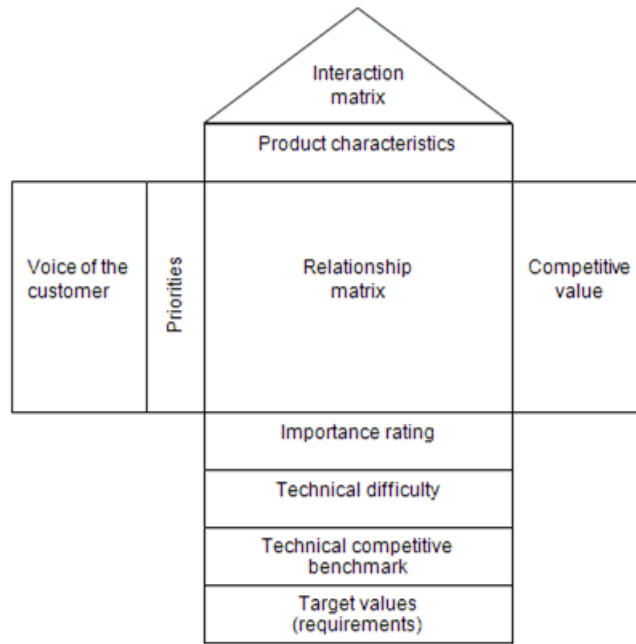 Interaction
matrix
Product characteristics
Voice of the
customer
Priorities
Relationship
matrix
Competitive
value
Importance rating
Technical difficulty
Technical competitive
benchmark
Target values
(requirements)